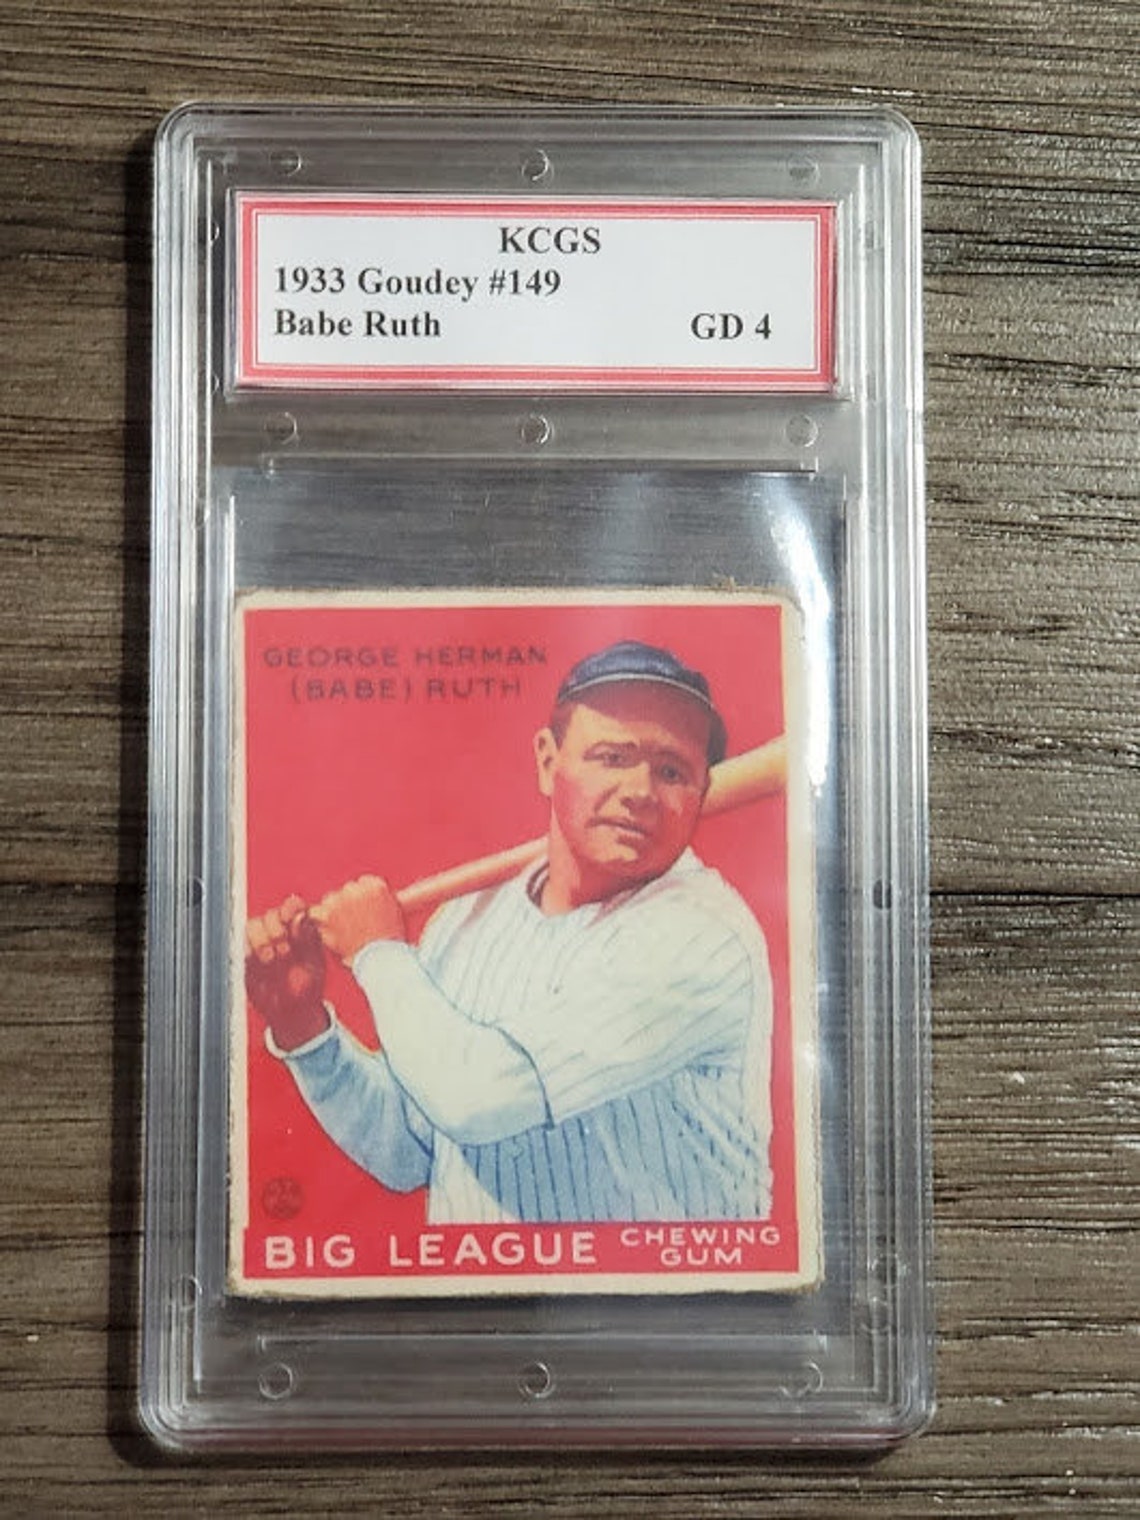 KCGS
1933 Goudey #149
Babe Ruth
GD 4
GEORGE HERMAN
(BABE) RUTH
BIG LEAGUE
CHEWING
GUM